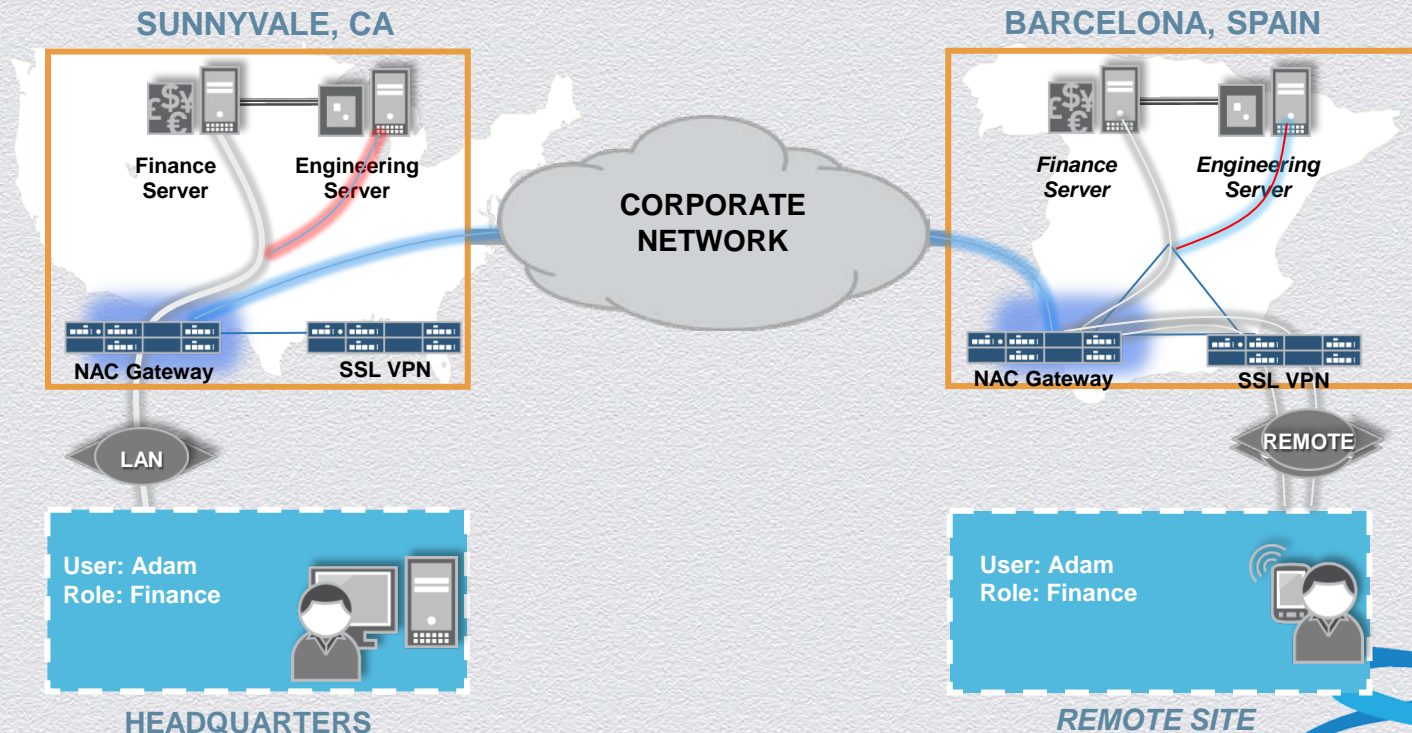 SUNNYVALE, CA
BARCELONA, SPAIN
£$¥
€
Finance
Server
Engineering
Server
CORPORATE
NETWORK
£$¥
€
Finance
Server
Engineering
Server
NAC Gateway
SSL VPN
NAC Gateway
SSL VPN
LAN
REMOTE
User: Adam
Role: Finance
User: Adam
Role: Finance
HEADQUARTERS
REMOTE SITE